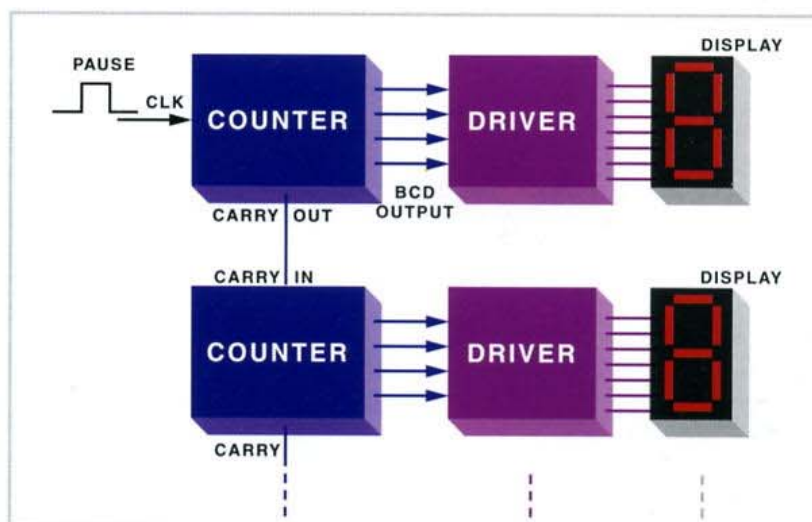 PAUSE
CLK
COUNTER
DRIVER
DISPLAY
BCD
OUTPUT
CARRY OUT
CARRY IN
COUNTER
DRIVER
DISPLAY
CARRY